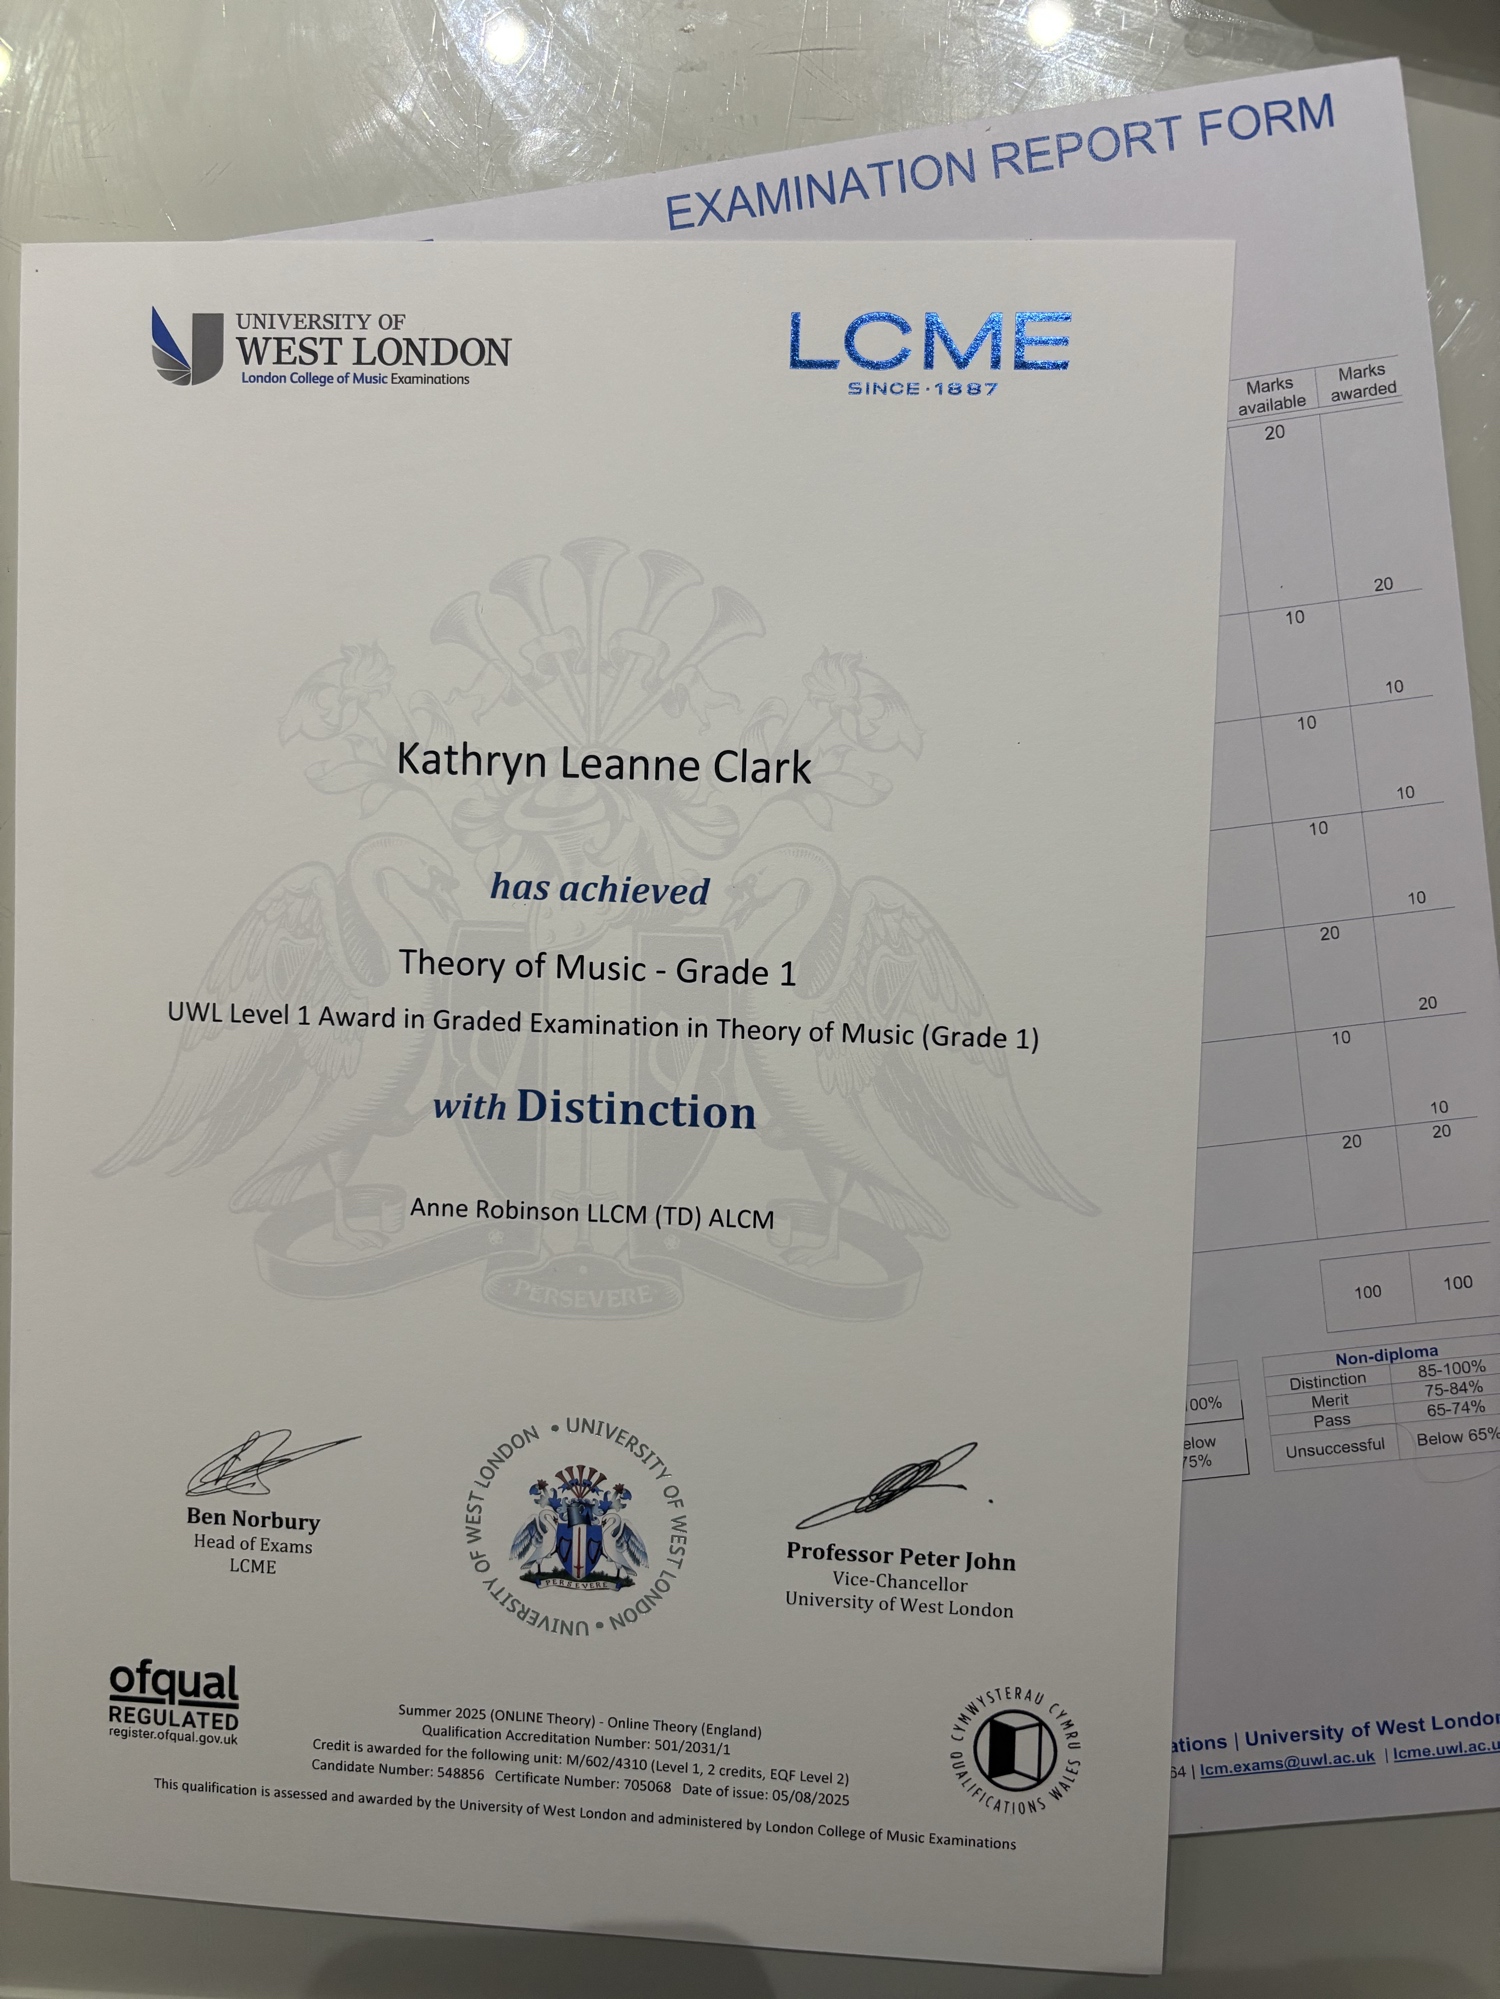 EXAMINATION REPORT FORM
UNIVERSITY OF
WEST LONDON
London College of Music Examinations
LCME
SINCE·1887
Kathryn Leanne Clark
has achieved
Theory of Music - Grade 1
UWL Level 1 Award in Graded Examination in Theory of Music (Grade 1)
with Distinction
Anne Robinson LLCM (TD) ALCM
PERSEVERE
Ben Norbury
Head of Exams
LCME
• UNIVERSITY OF WEST LONDON • UNIVERSITY OF WEST LONDON
PERSEVERE
Professor Peter John
Vice-Chancellor
University of West London
ofqual
REGULATED
register.ofqual.gov.uk
Summer 2025 (ONLINE Theory) - Online Theory (England)
Qualification Accreditation Number: 501/2031/1
Credit is awarded for the following unit: M/602/4310 (Level 1, 2 credits, EQF Level 2)
Candidate Number: 548856 Certificate Number: 705068 Date of issue: 05/08/2025
This qualification is assessed and awarded by the University of West London and administered by London College of Music Examinations
CYMWYSTERAU CYMRU
QUALIFICATIONS WALES
Marks available Marks awarded
20
20
10
10
10
10
10
10
20
20
10
10
20 20
100 100
00%
elow
75%
Non-diploma
Distinction 85-100%
Merit 75-84%
Pass 65-74%
Unsuccessful Below 65%
ations | University of West London
64 | lcm.exams@uwl.ac.uk | lcme.uwl.ac.u